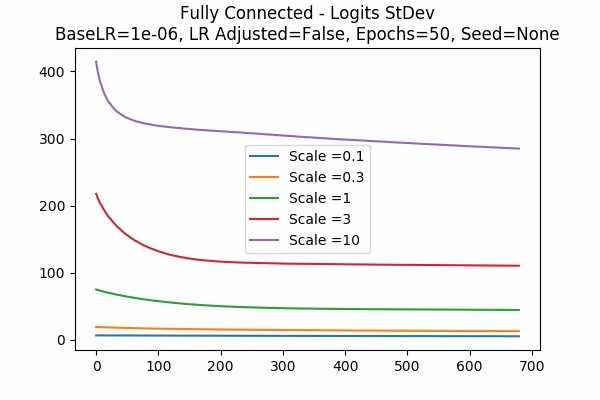 Fully Connected - Logits StDev
BaseLR=1e-06, LR Adjusted=False, Epochs=50, Seed=None
400
300
200
100
0
Scale =0.1
Scale =0.3
Scale =1
Scale =3
Scale =10
0 100 200 300 400 500 600 700